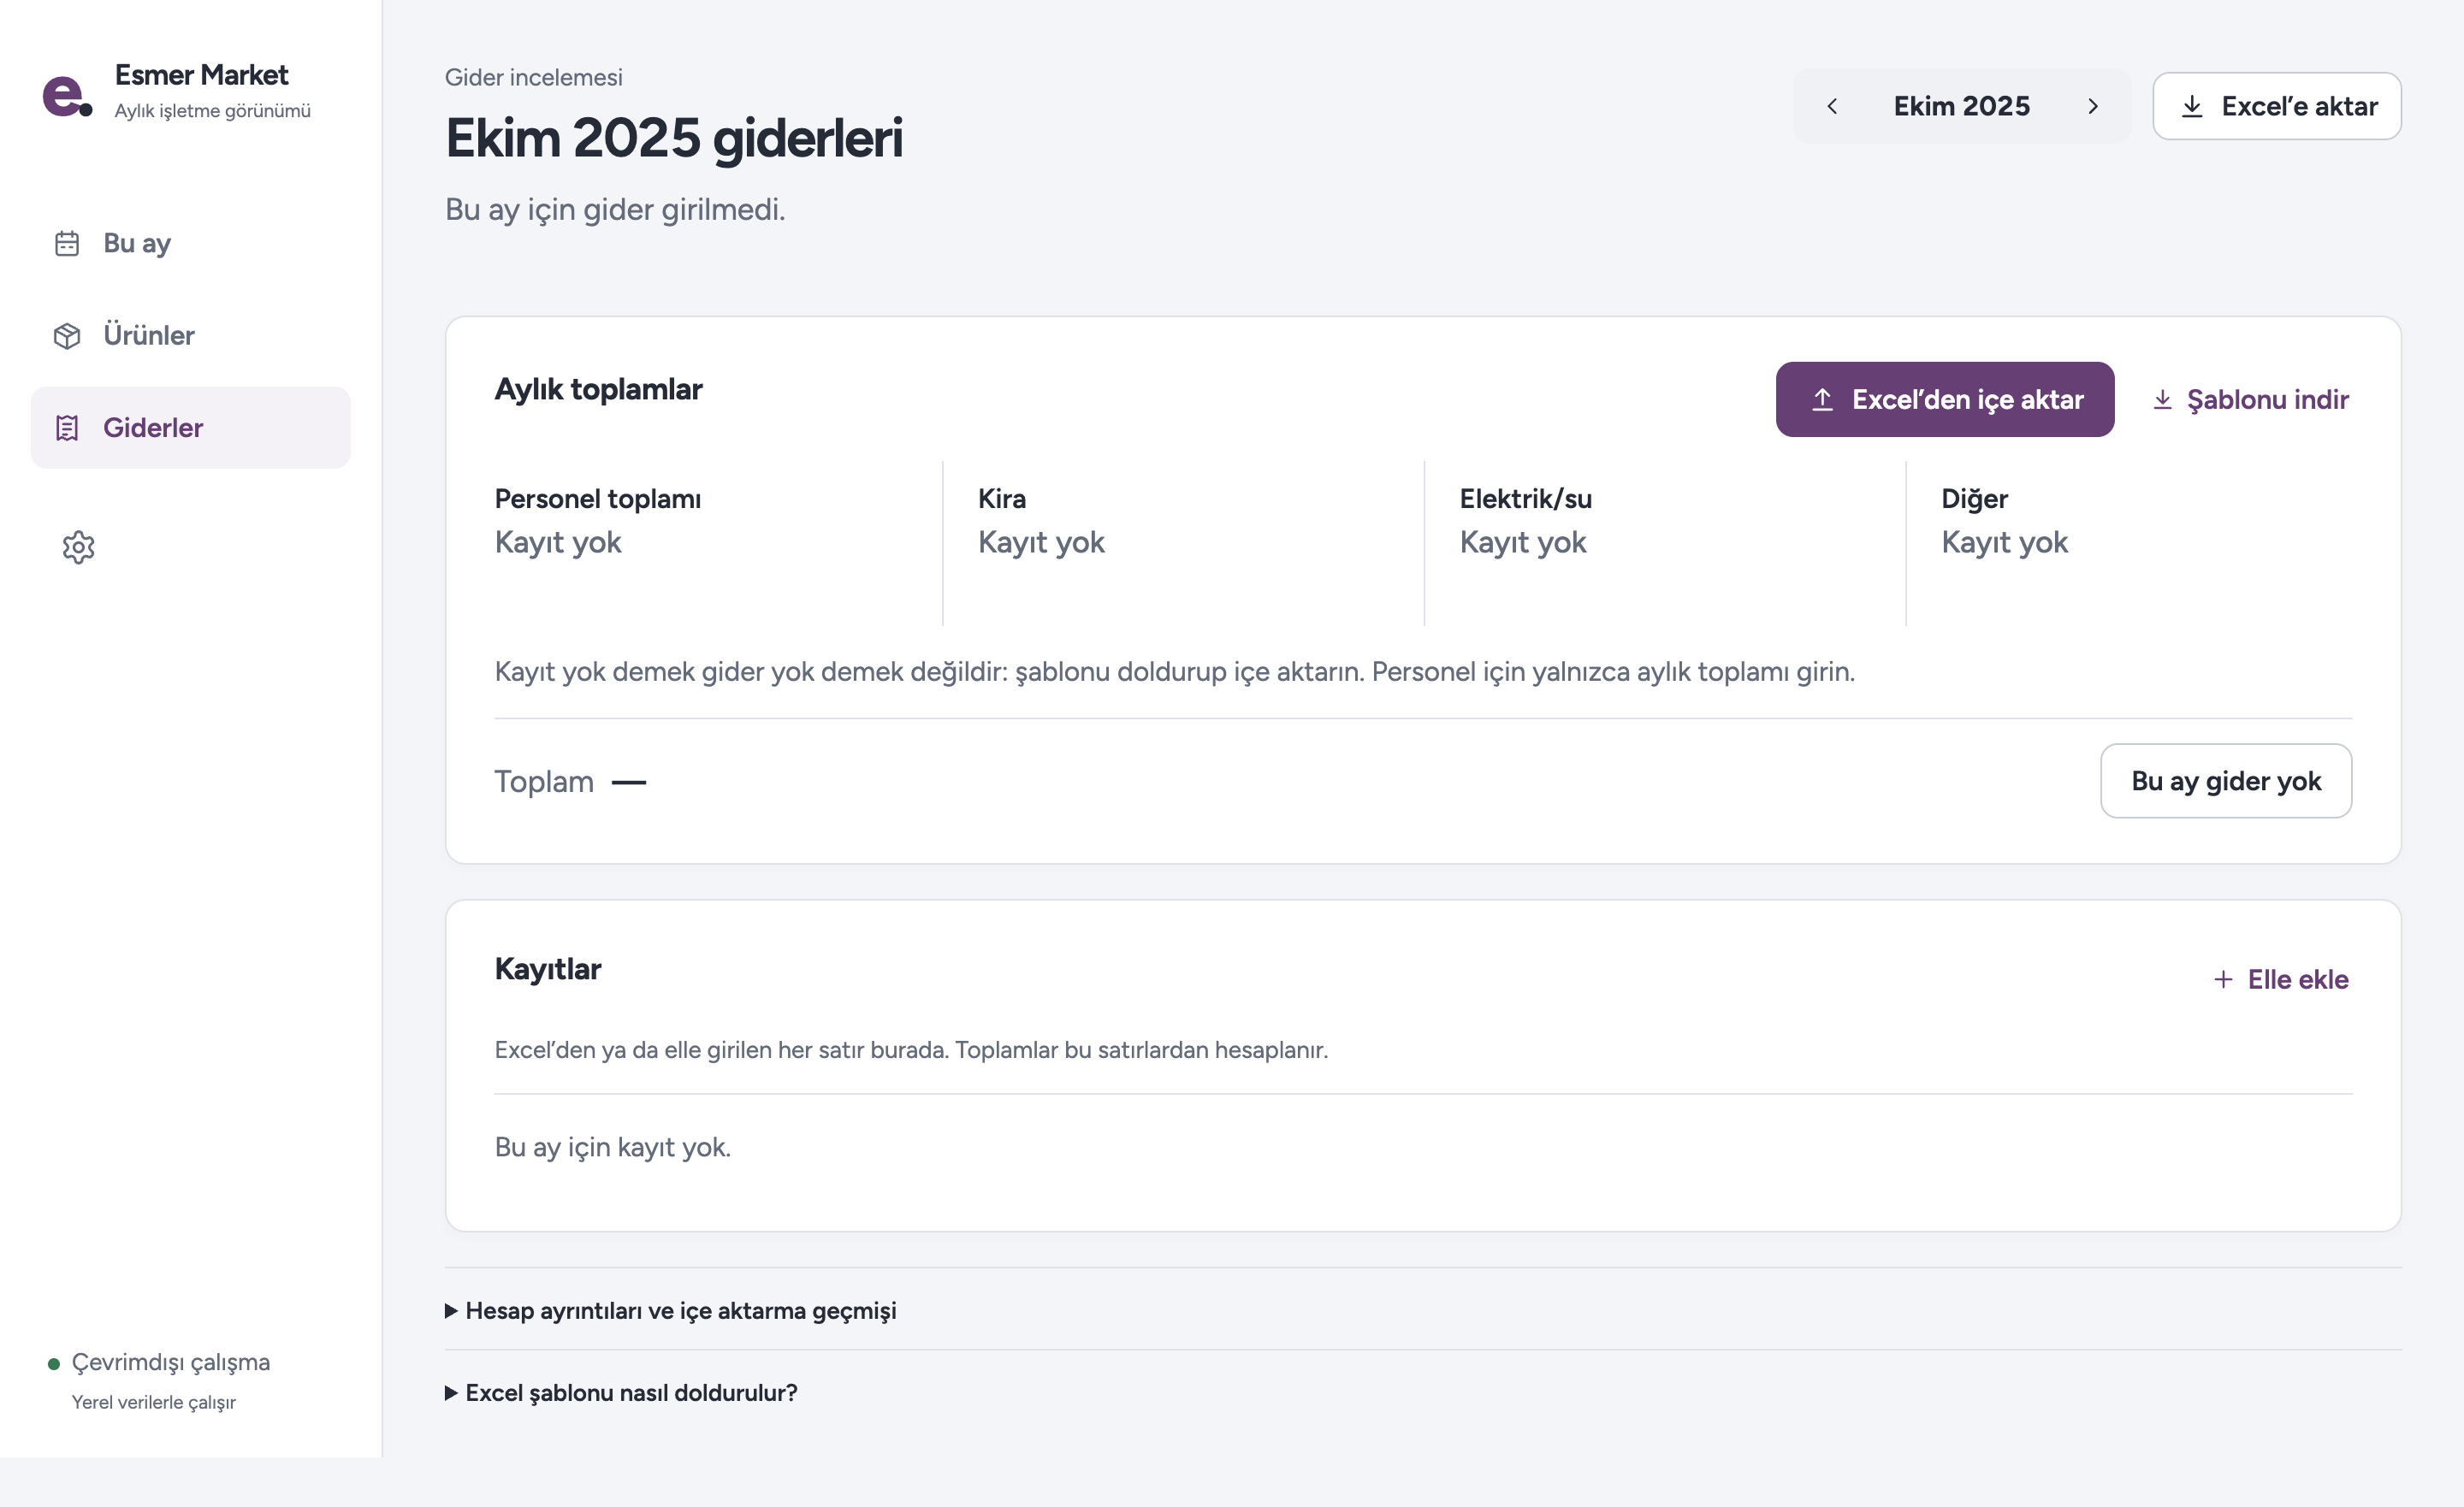 e.
Esmer Market
Aylık işletme görünümü
Bu ay
Ürünler
Giderler
Çevrimdışı çalışma
Yerel verilerle çalışır
Gider incelemesi
Ekim 2025 giderleri
Bu ay için gider girilmedi.
Ekim 2025
Excel’e aktar
Aylık toplamlar
Excel’den içe aktar
Şablonu indir
Personel toplamı
Kayıt yok
Kira
Kayıt yok
Elektrik/su
Kayıt yok
Diğer
Kayıt yok
Kayıt yok demek gider yok demek değildir: şablonu doldurup içe aktarın. Personel için yalnızca aylık toplamı girin.
Toplam —
Bu ay gider yok
Kayıtlar
+ Elle ekle
Excel’den ya da elle girilen her satır burada. Toplamlar bu satırlardan hesaplanır.
Bu ay için kayıt yok.
Hesap ayrıntıları ve içe aktarma geçmişi
Excel şablonu nasıl doldurulur?